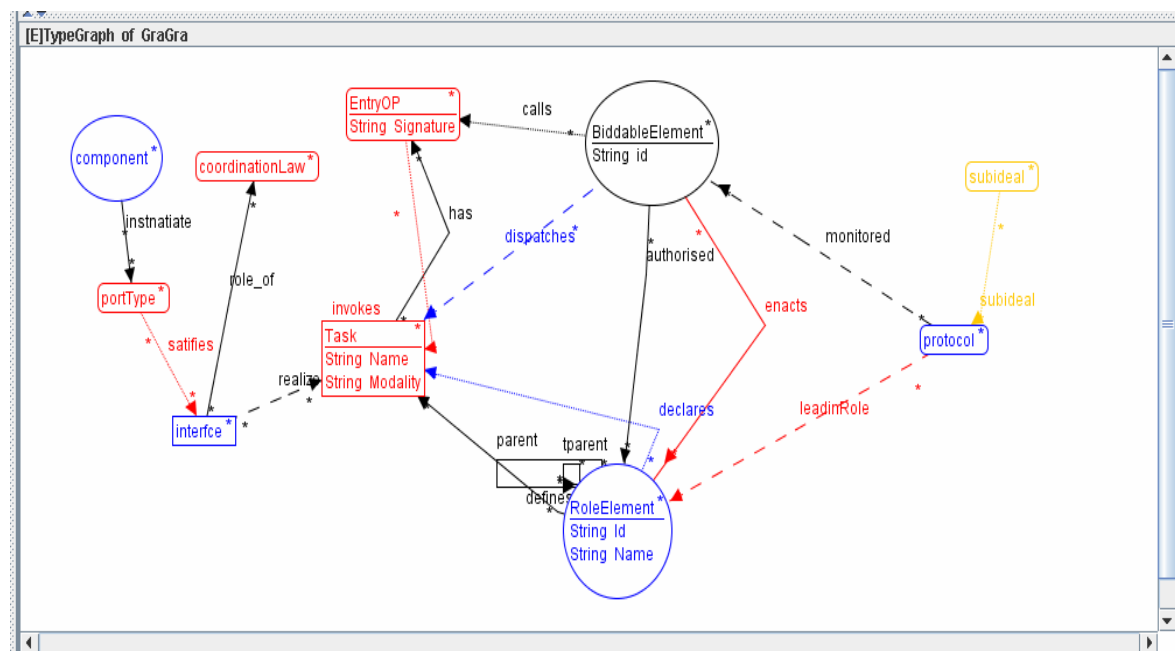 [E]TypeGraph of GraGra
EntryOP *
String Signature
calls
BiddableElement *
String id
component *
coordinationLaw *
subideal *
instnatiate
has
dispatches
monitored
authorised
role_of
portType *
subideal
invokes
enacts
satifies
Task *
String Name
String Modality
protocol *
realize
interfce *
declares
leadimRole
parent
tparent
defines
RoleElement *
String Id
String Name